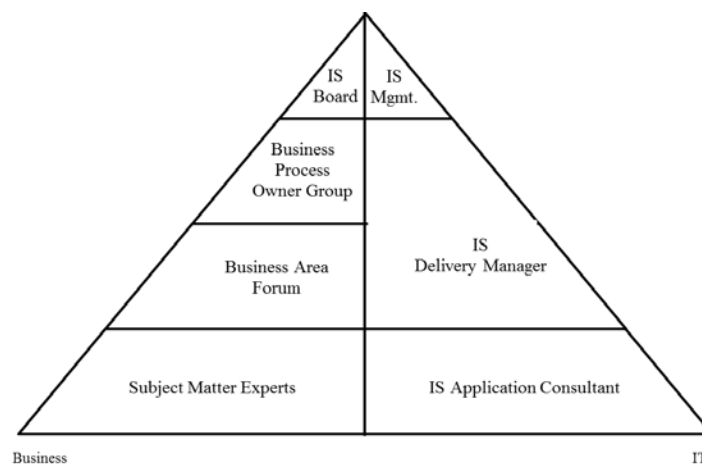 IS
Board
IS
Mgmt.
Business
Process
Owner Group
IS
Delivery Manager
Business Area
Forum
Subject Matter Experts
IS Application Consultant
Business
IT